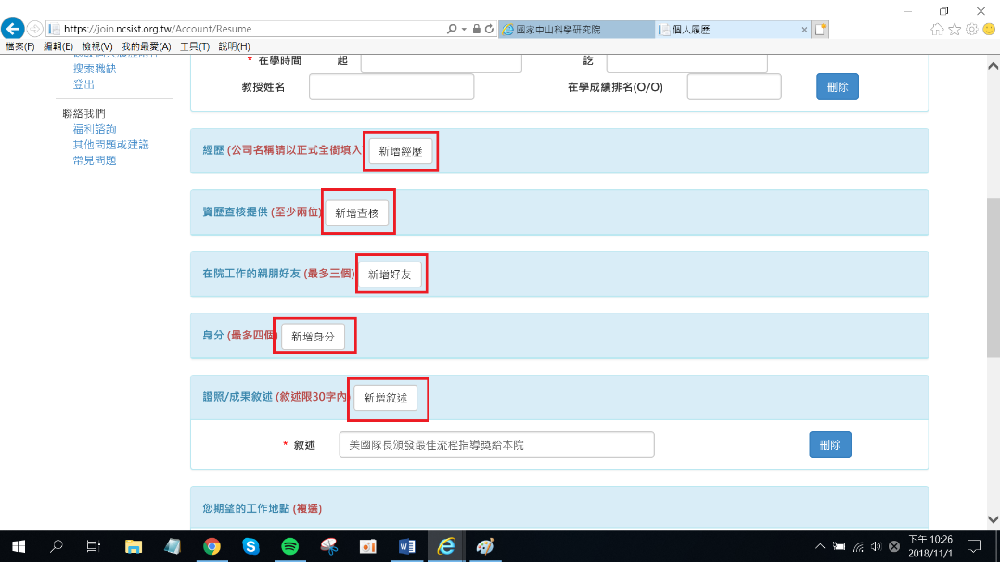 https://join.ncsist.org.tw/Account/Resume
國家中山科學研究院
個人履歷
檔案(F) 編輯(E) 檢視(V) 我的最愛(A) 工具(T) 說明(H)
搜索職缺
登出
聯絡我們
福利諮詢
其他問題或建議
常見問題
* 在學時間 起 訖
教授姓名 在學成績排名(O/O) 刪除
經歷 (公司名稱請以正式全銜填入 新增經歷
資歷查核提供 (至少兩位) 新增查核
在院工作的親朋好友 (最多三個) 新增好友
身分 (最多四個) 新增身分
證照/成果敘述 (敘述限30字內 新增敘述
* 敘述 美國隊長頒發最佳流程指導獎給本院 刪除
您期望的工作地點 (複選)
下午 10:26
2018/11/1